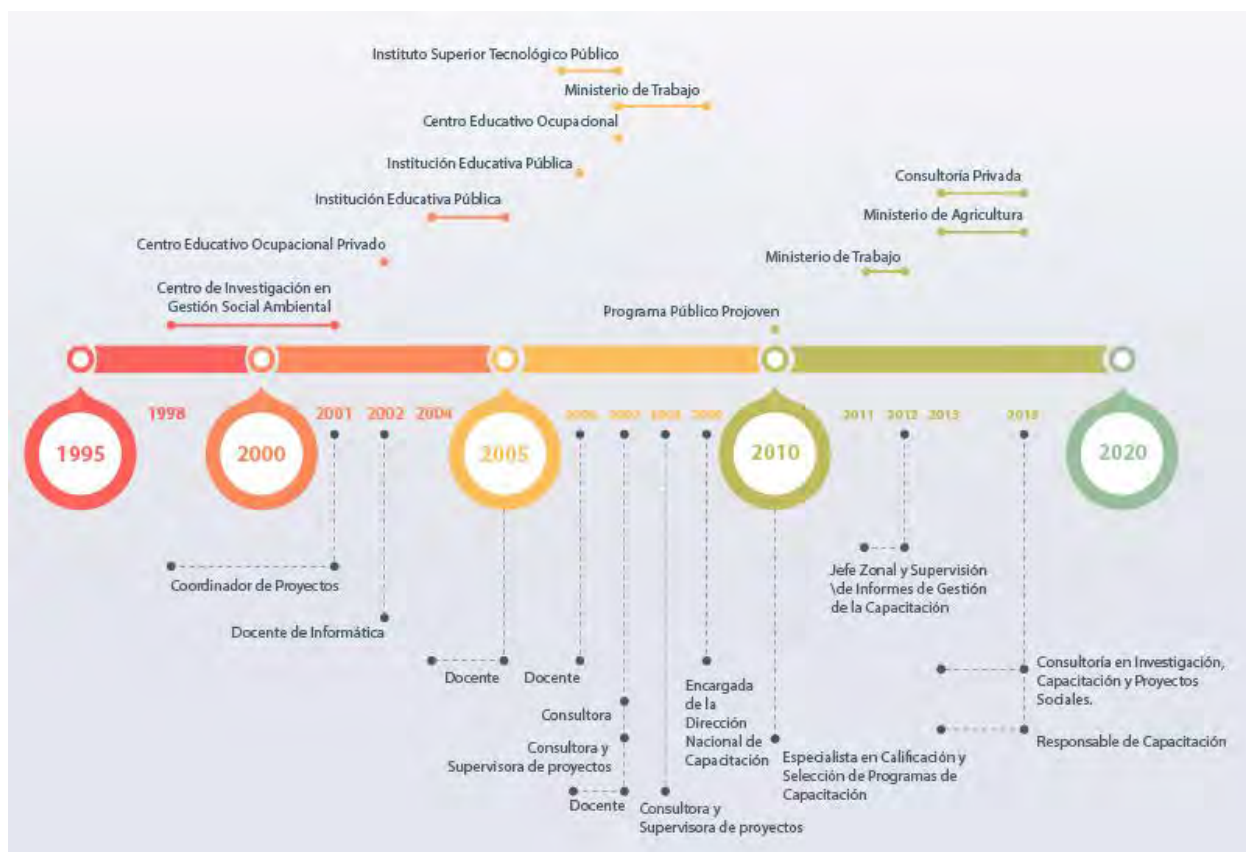 Instituto Superior Tecnológico Público
Ministerio de Trabajo
Centro Educativo Ocupacional
Institución Educativa Pública
Institución Educativa Pública
Centro Educativo Ocupacional Privado
Centro de Investigación en
Gestión Social Ambiental
Consultoría Privada
Ministerio de Agricultura
Ministerio de Trabajo
Programa Público Projoven
1995
1998
2000
2001
2002
2004
2005
2006
2007
2008
2009
2010
2011
2012
2013
2018
2020
Coordinador de Proyectos
Docente de Informática
Docente
Docente
Consultora
Consultora y
Supervisora de proyectos
Docente
Consultora y
Supervisora de proyectos
Encargada
de la
Dirección
Nacional de
Capacitación
Especialista en Calificación y
Selección de Programas de
Capacitación
Jefe Zonal y Supervisión
\de Informes de Gestión
de la Capacitación
Consultoría en Investigación,
Capacitación y Proyectos
Sociales.
Responsable de Capacitación